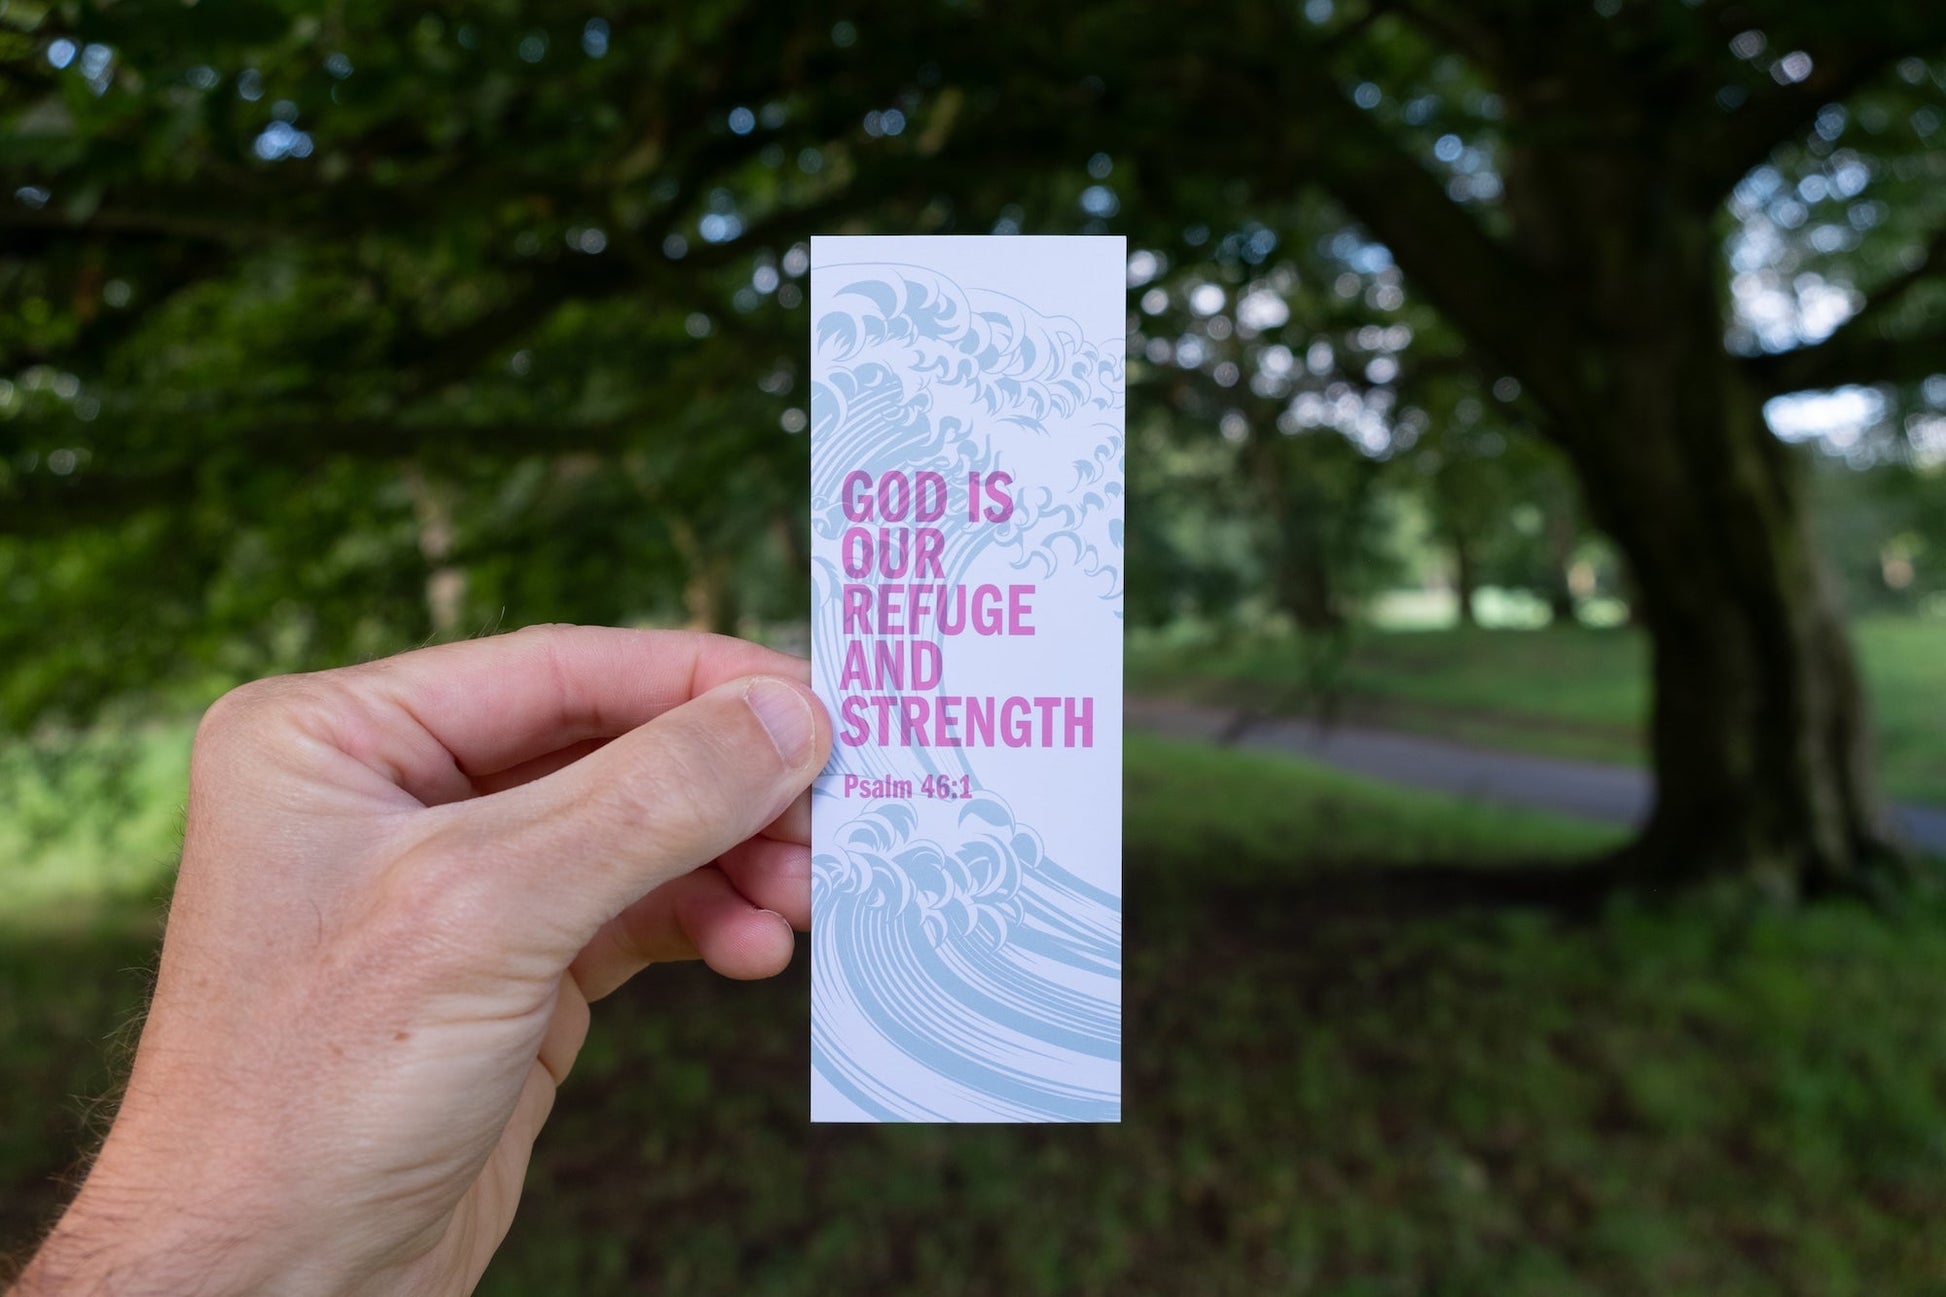 GOD IS
OUR
REFUGE
AND
STRENGTH
Psalm 46:1